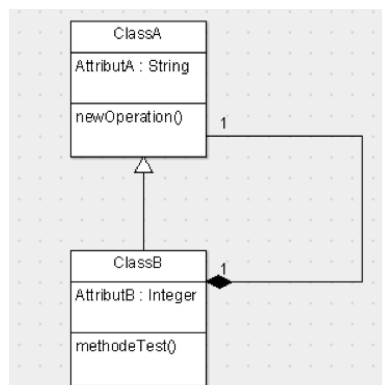 ClassA
AttributA : String
newOperation()
1
ClassB
1
AttributB : Integer
methodeTest()